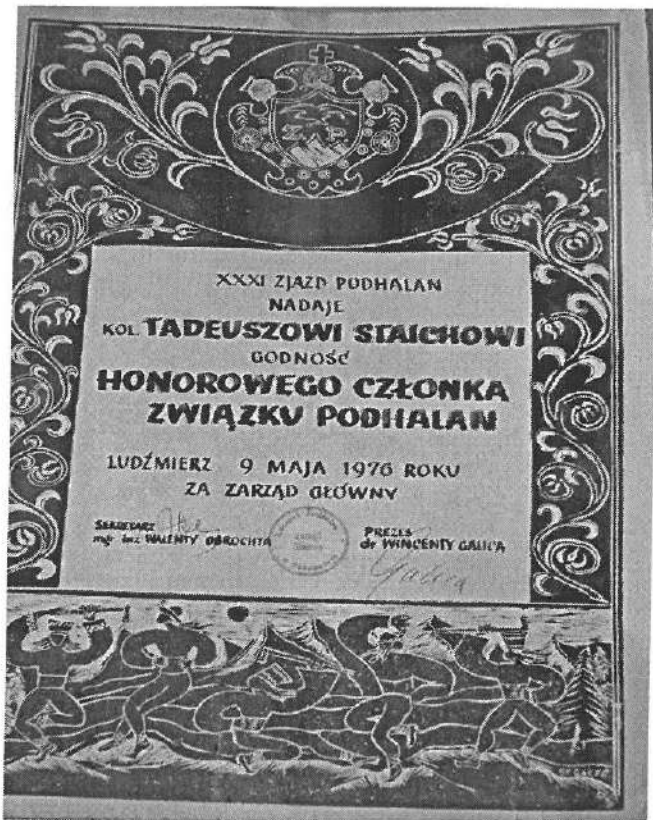 Z P
XXXI ZJAZD PODHALAN
NADAJE
KOL. TADEUSZOWI STAICHOWI
GODNOŚĆ
HONOROWEGO CZŁONKA
ZWIĄZKU PODHALAN
LUDŹMIERZ 9 MAJA 1976 ROKU
ZA ZARZĄD GŁÓWNY
SEKRETARZ
mgr inż WALENTY OBROCHTA
PREZES
dr WINCENTY GALICA